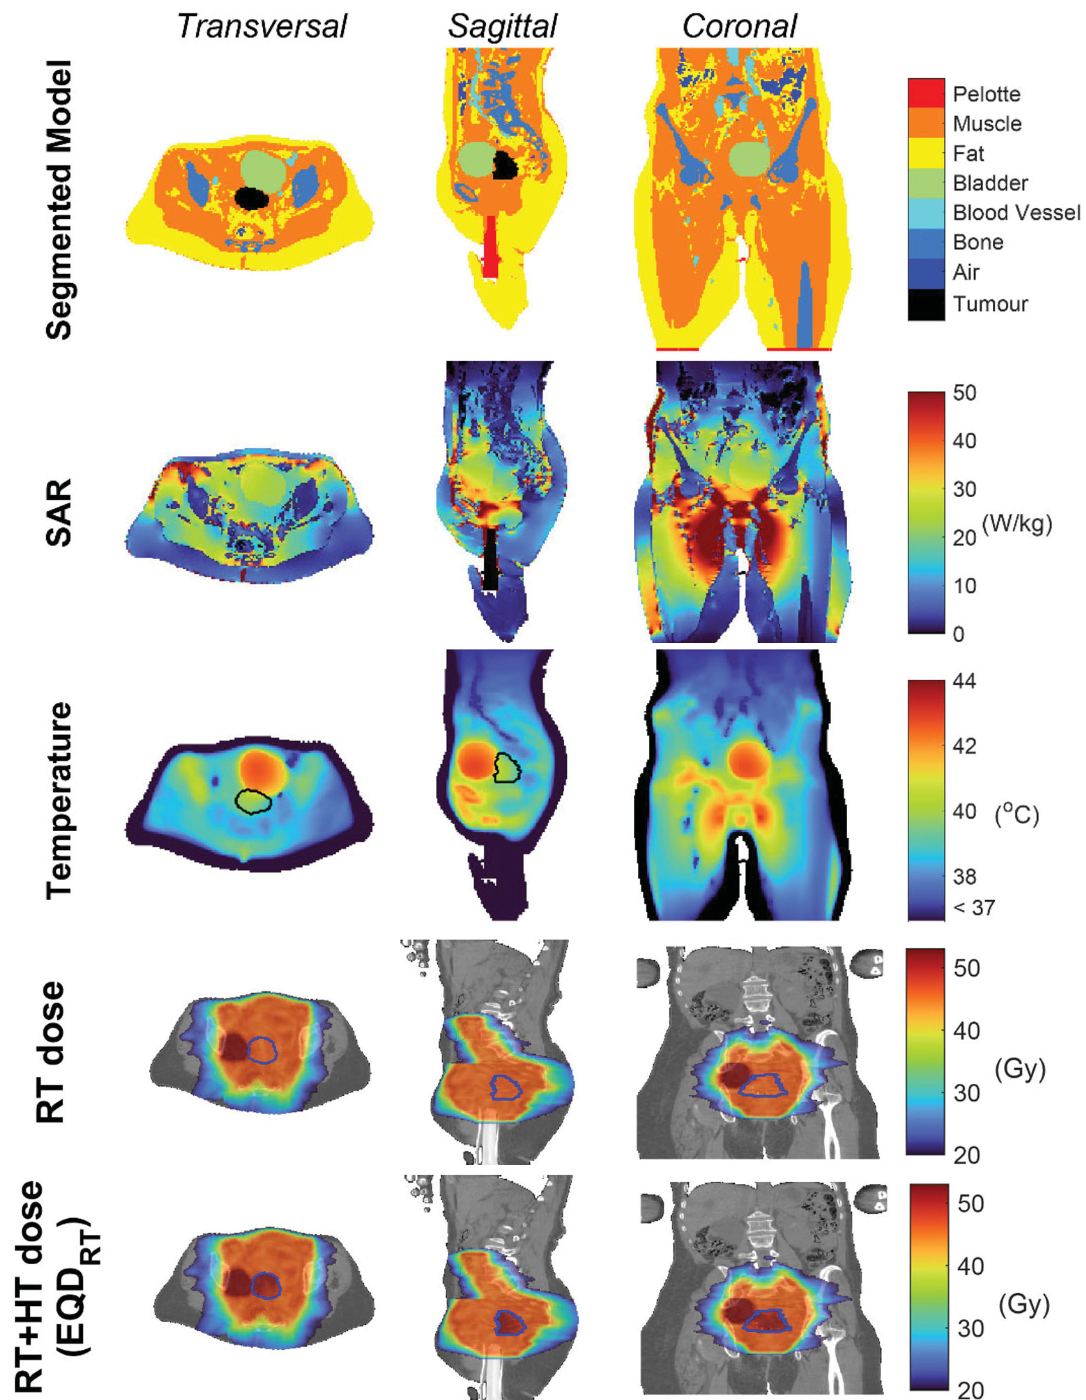 Transversal
Sagittal
Coronal
Segmented Model
Pelotte
Muscle
Fat
Bladder
Blood Vessel
Bone
Air
Tumour
SAR
50
40
30
20
10
0
(W/kg)
Temperature
44
42
40
38
< 37
(°C)
RT dose
50
40
30
20
(Gy)
RT+HT dose
(EQD_RT)
50
40
30
20
(Gy)